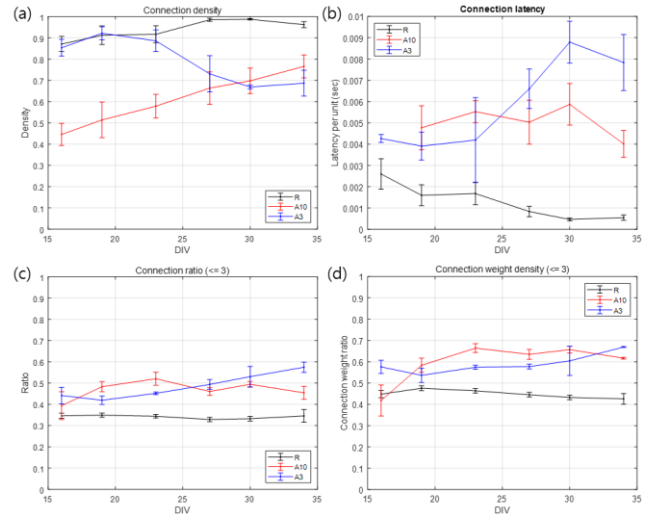 (a)
Connection density
1
0.9
0.8
0.7
0.6
0.5
0.4
0.3
0.2
0.1
0
Density
15
20
25
30
35
DIV
R
A10
A3
(b)
Connection latency
0.01
0.009
0.008
0.007
0.006
0.005
0.004
0.003
0.002
0.001
0
Latency per unit (sec)
15
20
25
30
35
DIV
R
A10
A3
(c)
Connection ratio (<= 3)
1
0.9
0.8
0.7
0.6
0.5
0.4
0.3
0.2
0.1
0
Ratio
15
20
25
30
35
DIV
R
A10
A3
(d)
Connection weight density (<= 3)
1
0.9
0.8
0.7
0.6
0.5
0.4
0.3
0.2
0.1
0
Connection weight ratio
15
20
25
30
35
DIV
R
A10
A3